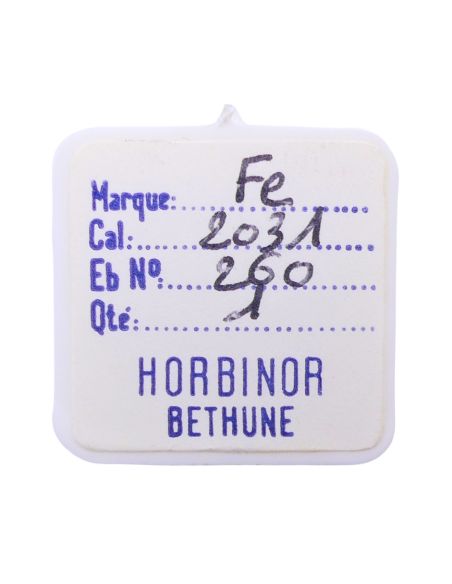 Marque: Fe
Cal: 2031
Eb Nº 260
Qté: 1
HORBINOR
BETHUNE